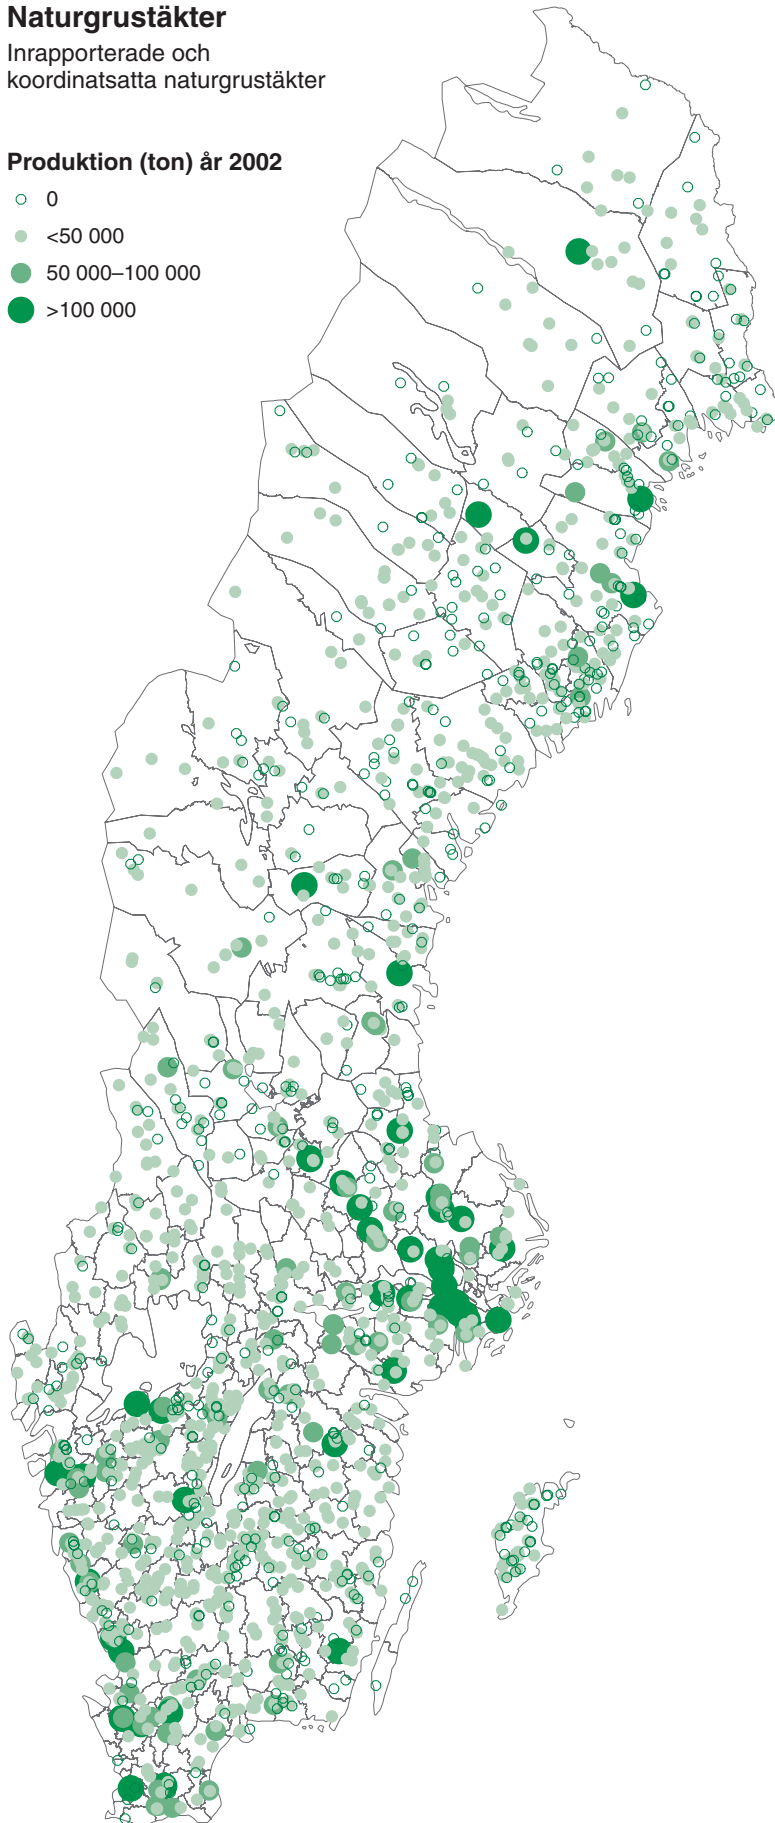 Naturgrustäkter
Inrapporterade och
koordinatsatta naturgrustäkter
Produktion (ton) år 2002
0
<50 000
50 000–100 000
>100 000